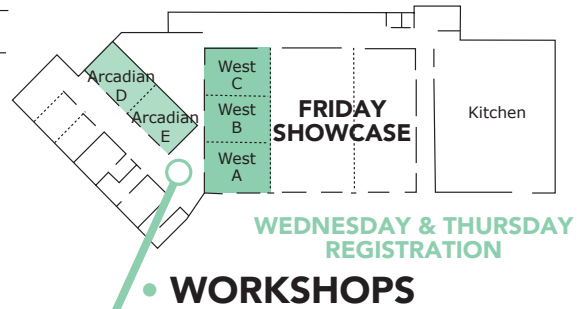 Arcadian
D
Arcadian
E
West
C
West
B
West
A
FRIDAY
SHOWCASE
Kitchen
WEDNESDAY & THURSDAY
REGISTRATION
• WORKSHOPS